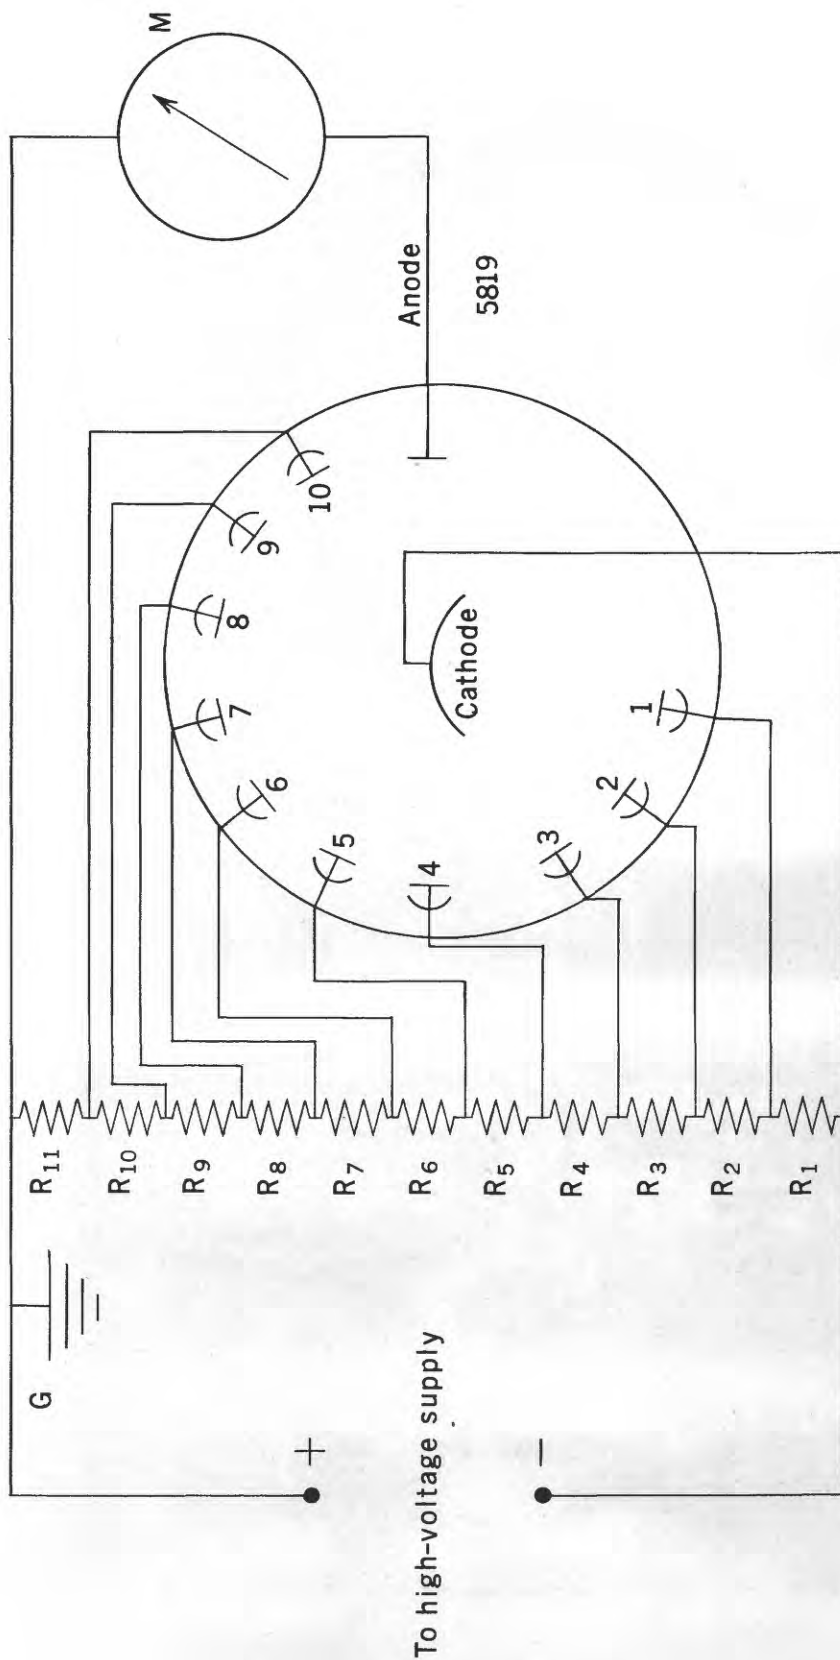 M
Anode
5819
10
9
8
7
6
5
4
3
2
1
Cathode
R11
R10
R9
R8
R7
R6
R5
R4
R3
R2
R1
G
+
−
To high-voltage supply